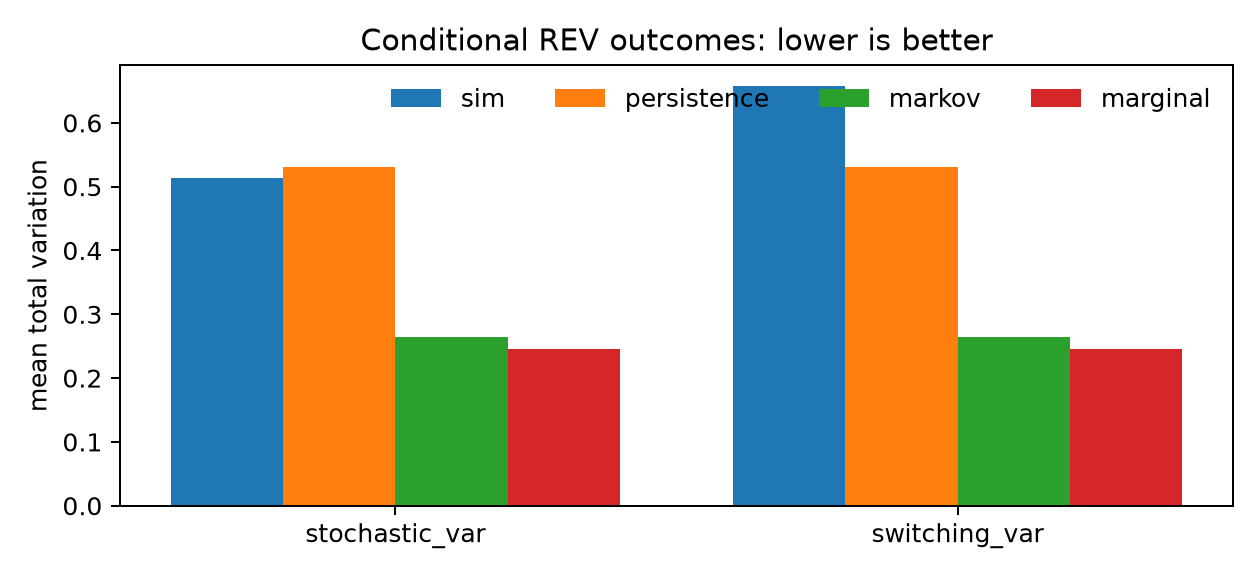 Conditional REV outcomes: lower is better
sim persistence markov marginal
mean total variation
0.6
0.5
0.4
0.3
0.2
0.1
0.0
stochastic_var switching_var